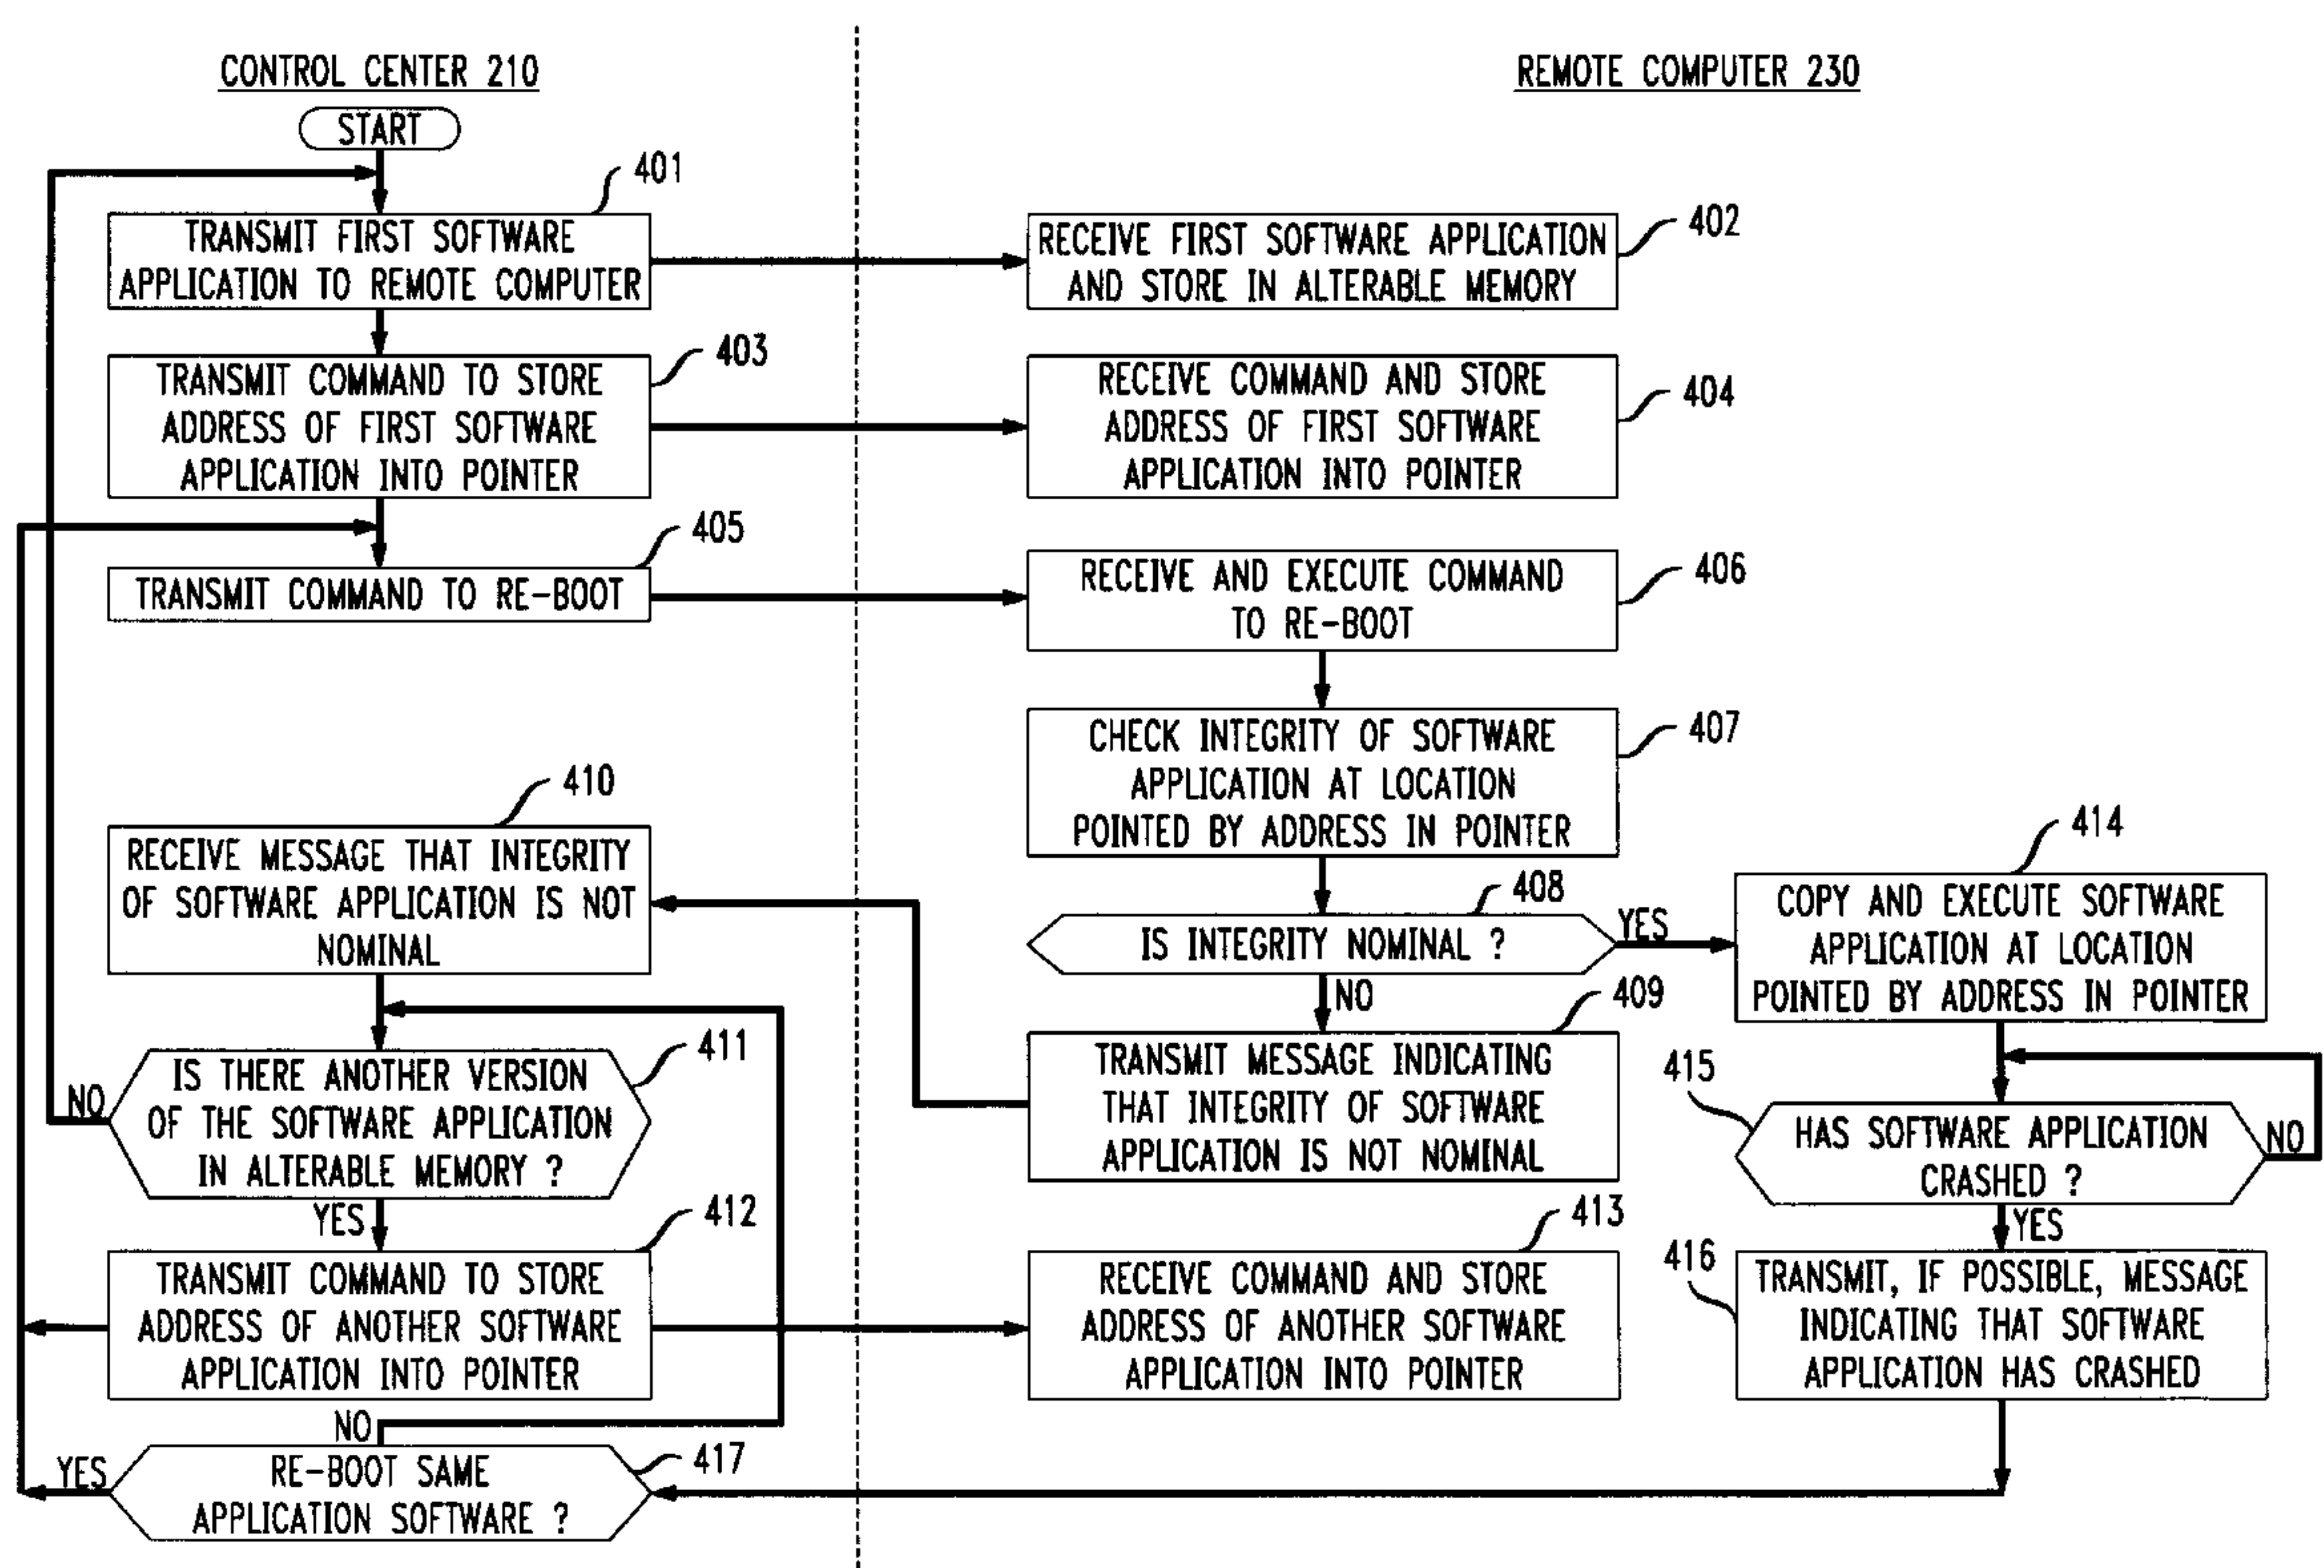 CONTROL CENTER 210
REMOTE COMPUTER 230
START
401
TRANSMIT FIRST SOFTWARE
APPLICATION TO REMOTE COMPUTER
402
RECEIVE FIRST SOFTWARE APPLICATION
AND STORE IN ALTERABLE MEMORY
403
TRANSMIT COMMAND TO STORE
ADDRESS OF FIRST SOFTWARE
APPLICATION INTO POINTER
404
RECEIVE COMMAND AND STORE
ADDRESS OF FIRST SOFTWARE
APPLICATION INTO POINTER
405
TRANSMIT COMMAND TO RE-BOOT
406
RECEIVE AND EXECUTE COMMAND
TO RE-BOOT
407
CHECK INTEGRITY OF SOFTWARE
APPLICATION AT LOCATION
POINTED BY ADDRESS IN POINTER
408
IS INTEGRITY NOMINAL ?
YES
NO
409
TRANSMIT MESSAGE INDICATING
THAT INTEGRITY OF SOFTWARE
APPLICATION IS NOT NOMINAL
410
RECEIVE MESSAGE THAT INTEGRITY
OF SOFTWARE APPLICATION IS NOT
NOMINAL
411
IS THERE ANOTHER VERSION
OF THE SOFTWARE APPLICATION
IN ALTERABLE MEMORY ?
NO
YES
412
TRANSMIT COMMAND TO STORE
ADDRESS OF ANOTHER SOFTWARE
APPLICATION INTO POINTER
413
RECEIVE COMMAND AND STORE
ADDRESS OF ANOTHER SOFTWARE
APPLICATION INTO POINTER
414
COPY AND EXECUTE SOFTWARE
APPLICATION AT LOCATION
POINTED BY ADDRESS IN POINTER
415
HAS SOFTWARE APPLICATION
CRASHED ?
NO
YES
416
TRANSMIT, IF POSSIBLE, MESSAGE
INDICATING THAT SOFTWARE
APPLICATION HAS CRASHED
417
RE-BOOT SAME
APPLICATION SOFTWARE ?
NO
YES